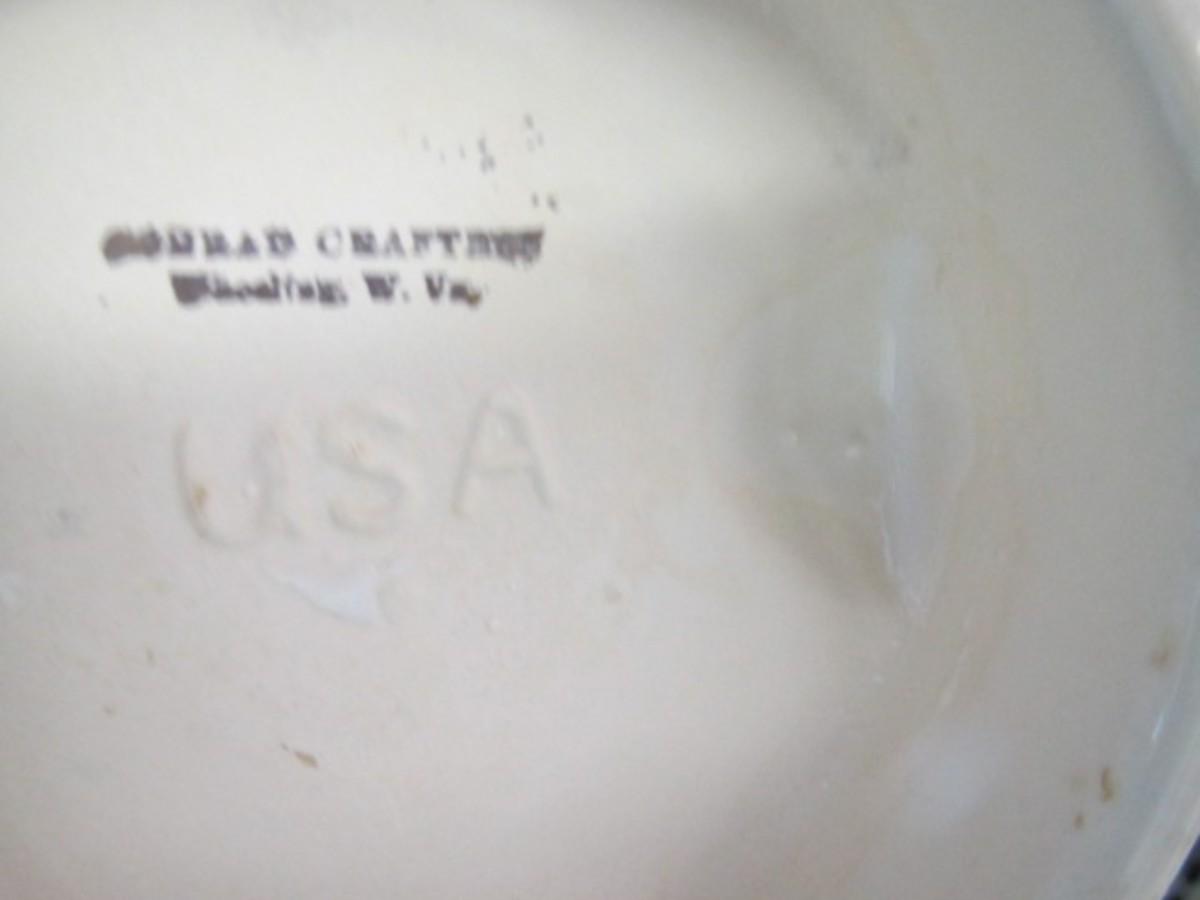 CONRAD CRAFTERS
Wheeling, W. Va.
USA